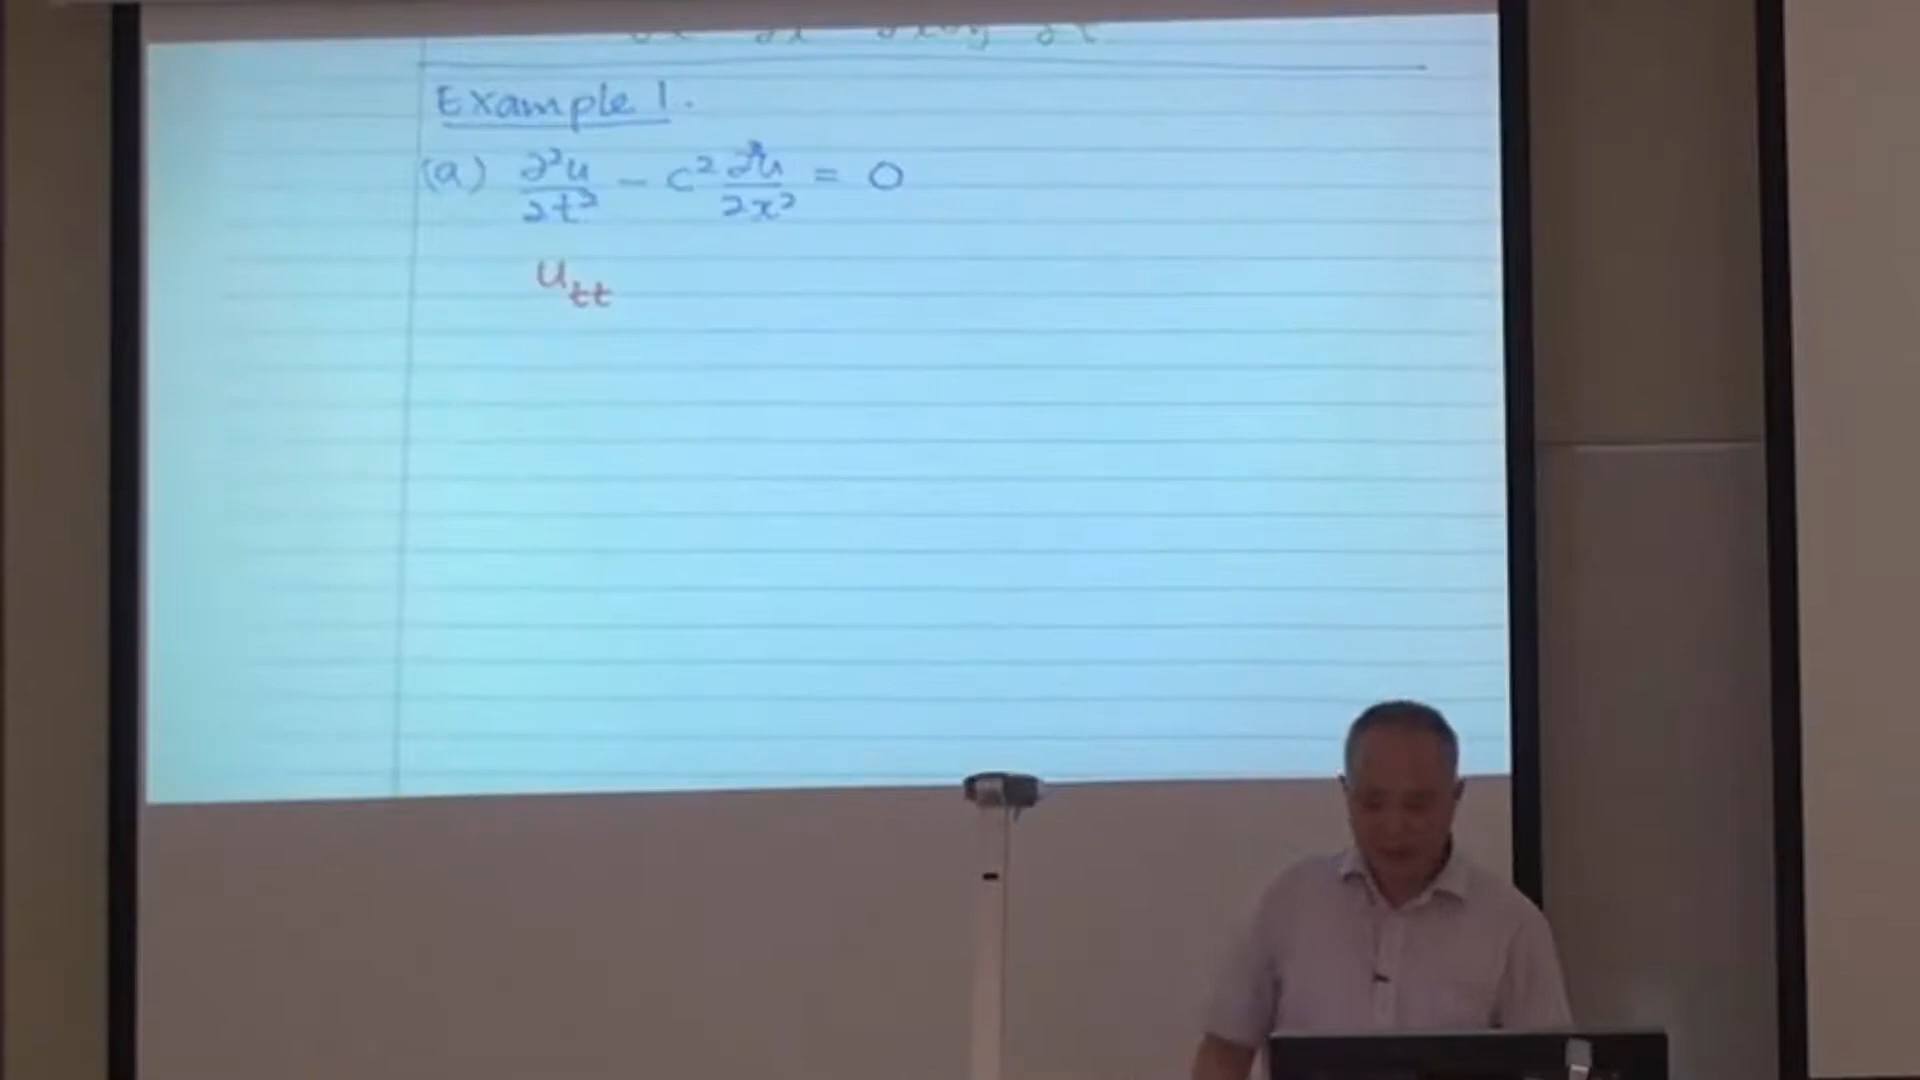 Example 1.
(a) ∂²u/∂t² - c² ∂²u/∂x² = 0
u_tt